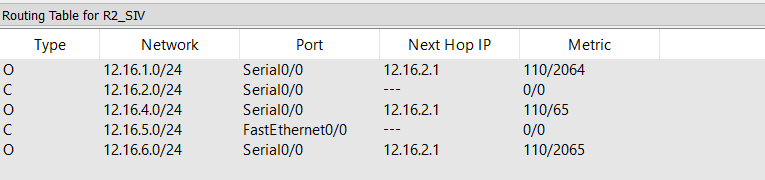 Routing Table for R2_SIV
Type Network Port Next Hop IP Metric
O 12.16.1.0/24 Serial0/0 12.16.2.1 110/2064
C 12.16.2.0/24 Serial0/0 --- 0/0
O 12.16.4.0/24 Serial0/0 12.16.2.1 110/65
C 12.16.5.0/24 FastEthernet0/0 --- 0/0
O 12.16.6.0/24 Serial0/0 12.16.2.1 110/2065